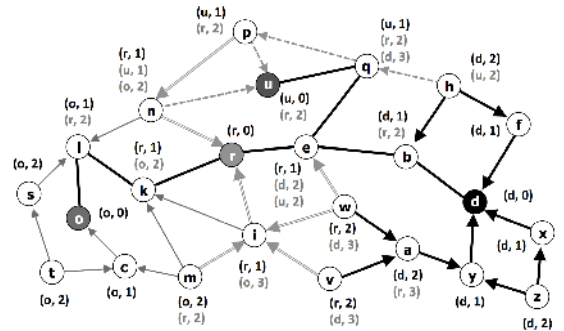 (u, 1)
(r, 2)
p
(u, 1)
(r, 2)
(d, 3)
q
{r, 1)
{u, 1)
(o, 2)
u
(u, 0)
(r, 2)
h
(d, 2)
(u, 2)
n
(o, 1)
(r, 2)
l
(r, 0)
r
e
(d, 1)
(r, 2)
b
(d, 1)
f
(o, 2)
s
{r, 1)
(o, 2)
k
(r, 1)
(d, 2)
(u, 2)
d
(d, 0)
o
(o, 0)
i
w
(r, 2)
(d, 3)
x
(d, 1)
t
(o, 2)
c
(o, 1)
m
(o, 2)
{r, 2)
{r, 1)
(o, 3)
v
(r, 2)
(d, 3)
a
(d, 2)
(r, 3)
y
(d, 1)
z
(d, 2)